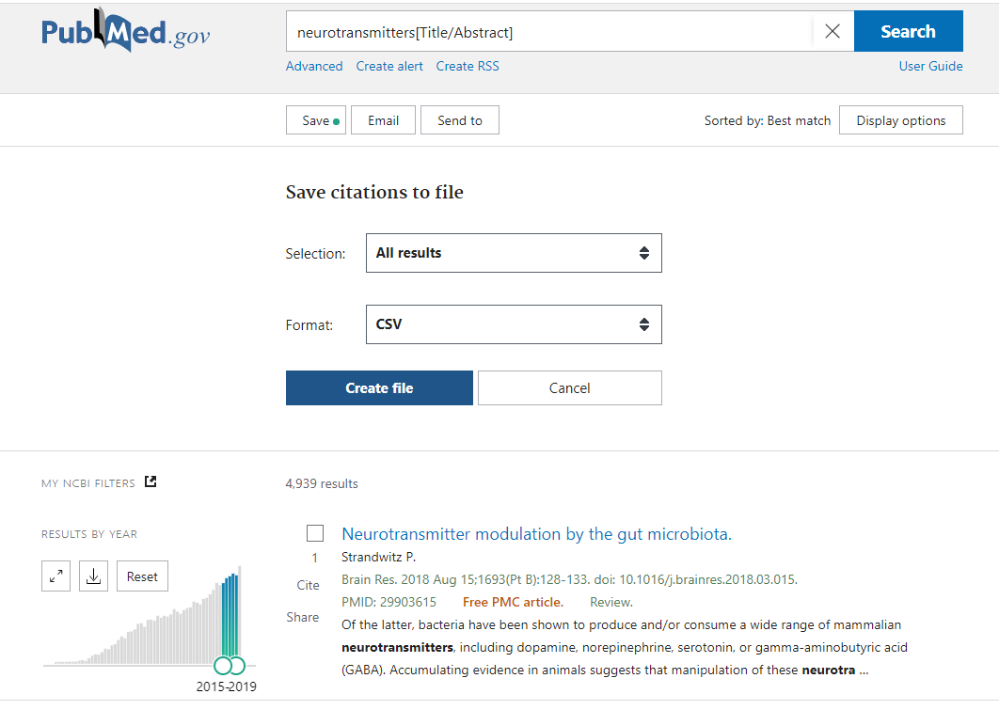 PubMed.gov
neurotransmitters[Title/Abstract]
Search
Advanced Create alert Create RSS
User Guide
Save Email Send to
Sorted by: Best match Display options
Save citations to file
Selection: All results
Format: CSV
Create file Cancel
MY NCBI FILTERS
4,939 results
RESULTS BY YEAR
Reset
2015-2019
Neurotransmitter modulation by the gut microbiota.
1 Strandwitz P.
Cite Brain Res. 2018 Aug 15;1693(Pt B):128-133. doi: 10.1016/j.brainres.2018.03.015.
PMID: 29903615 Free PMC article. Review.
Share
Of the latter, bacteria have been shown to produce and/or consume a wide range of mammalian
neurotransmitters, including dopamine, norepinephrine, serotonin, or gamma-aminobutyric acid
(GABA). Accumulating evidence in animals suggests that manipulation of these neurotra ...